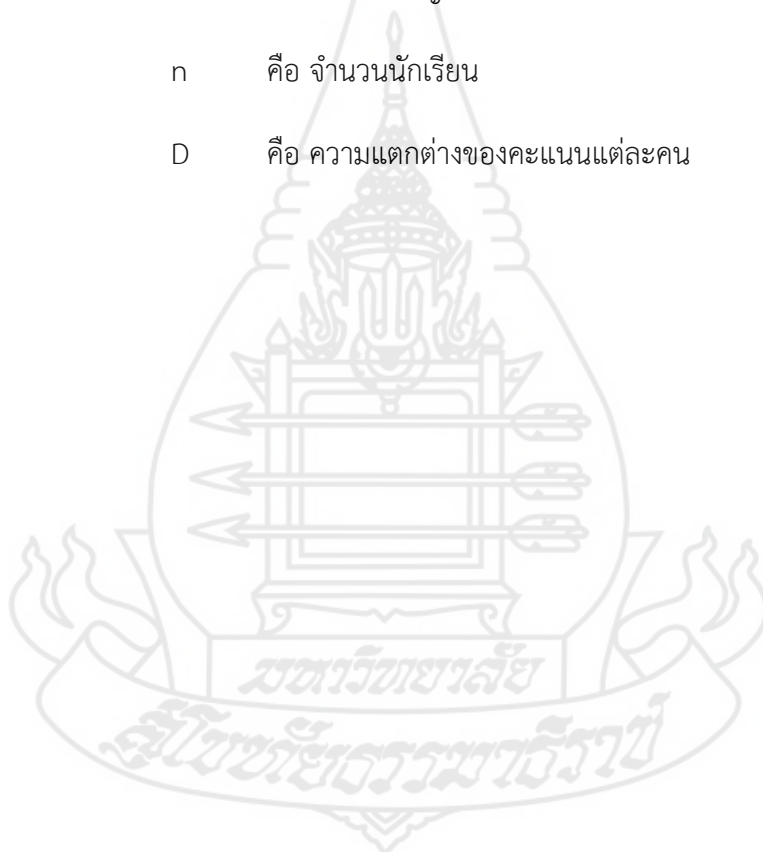 n คือ จำนวนนักเรียน
D คือ ความแตกต่างของคะแนนแต่ละคน
มหาวิทยาลัย
สุโขทัยธรรมาธิราช